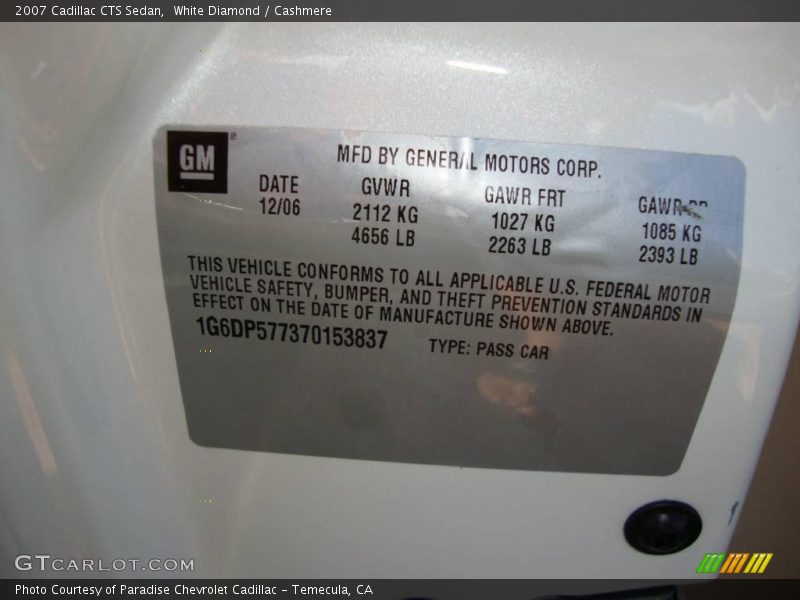 2007 Cadillac CTS Sedan, White Diamond / Cashmere
GM ®
MFD BY GENERAL MOTORS CORP.
DATE GVWR GAWR FRT GAWR RR
12/06 2112 KG 1027 KG 1085 KG
4656 LB 2263 LB 2393 LB
THIS VEHICLE CONFORMS TO ALL APPLICABLE U.S. FEDERAL MOTOR
VEHICLE SAFETY, BUMPER, AND THEFT PREVENTION STANDARDS IN
EFFECT ON THE DATE OF MANUFACTURE SHOWN ABOVE.
1G6DP577370153837 TYPE: PASS CAR
GTCARLOT.COM
Photo Courtesy of Paradise Chevrolet Cadillac – Temecula, CA